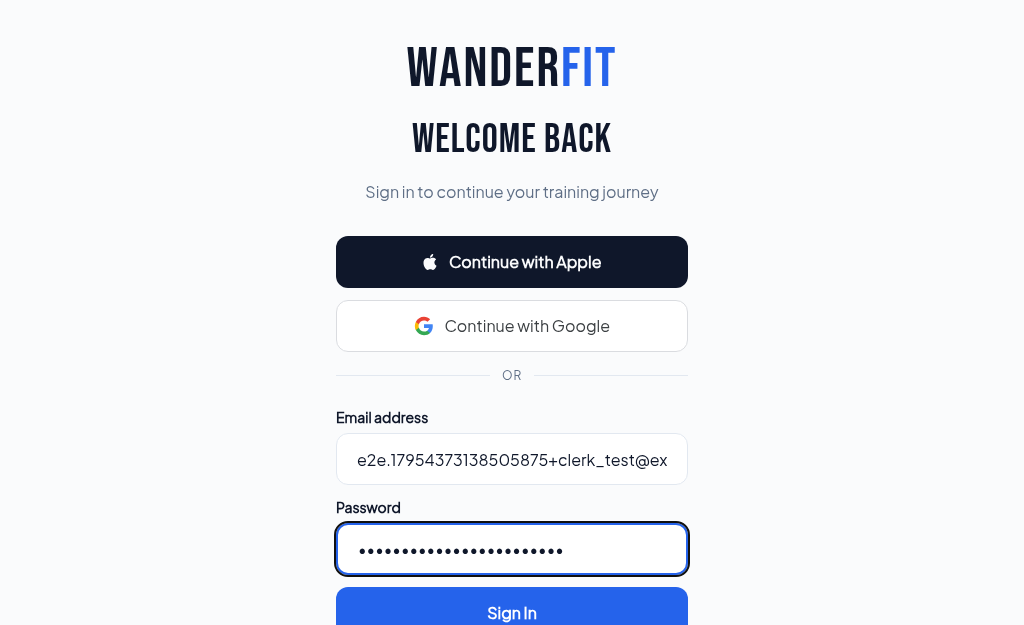 WANDERFIT
WELCOME BACK
Sign in to continue your training journey
Continue with Apple
Continue with Google
OR
Email address
e2e.17954373138505875+clerk_test@ex
Password
••••••••••••••••••••••••
Sign In